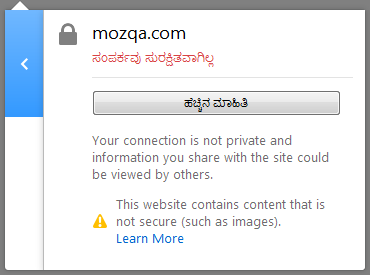 mozqa.com
ಸಂಪರ್ಕವು ಸುರಕ್ಷಿತವಾಗಿಲ್ಲ
ಹೆಚ್ಚಿನ ಮಾಹಿತಿ
Your connection is not private and
information you share with the site could
be viewed by others.
This website contains content that is
not secure (such as images).
Learn More